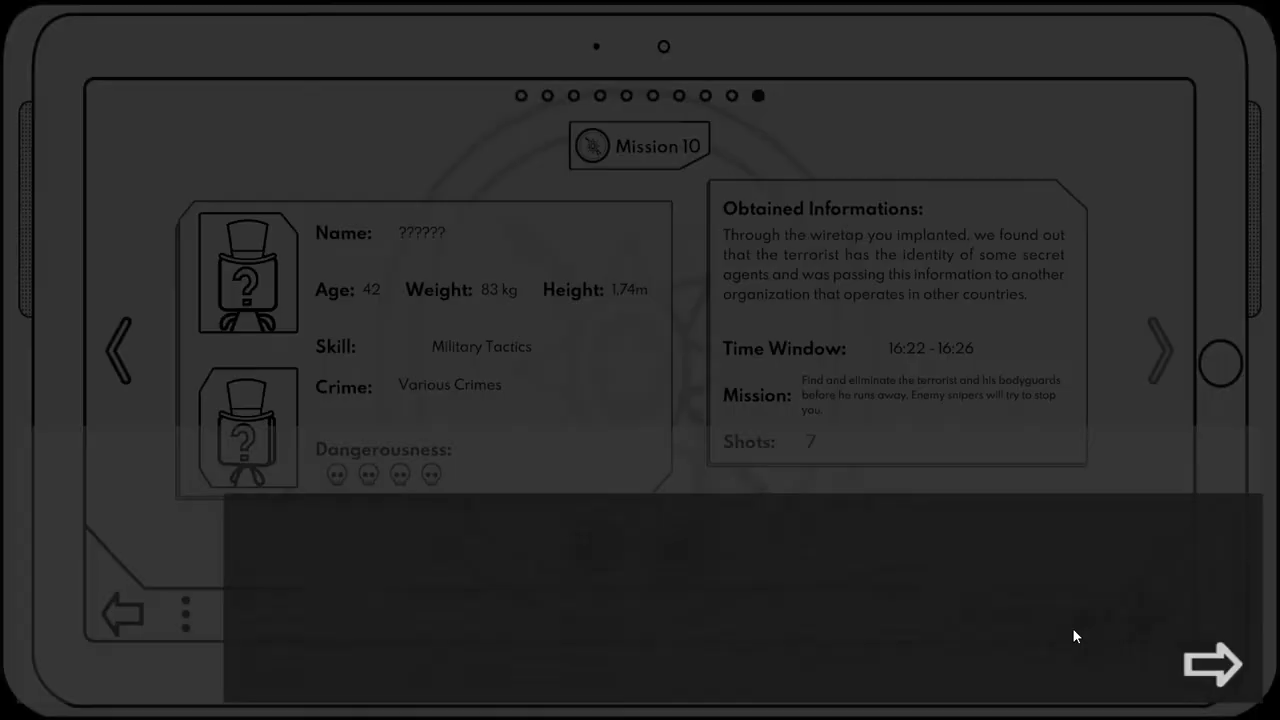 Mission 10
Name: ??????
Age: 42 Weight: 83 kg Height: 1.74m
Skill: Military Tactics
Crime: Various Crimes
Dangerousness:
Obtained Informations:
Through the wiretap you implanted, we found out
that the terrorist has the identity of some secret
agents and was passing this information to another
organization that operates in other countries.
Time Window: 16:22 - 16:26
Mission: Find and eliminate the terrorist and his bodyguards
before he runs away. Enemy snipers will try to stop
you.
Shots: 7